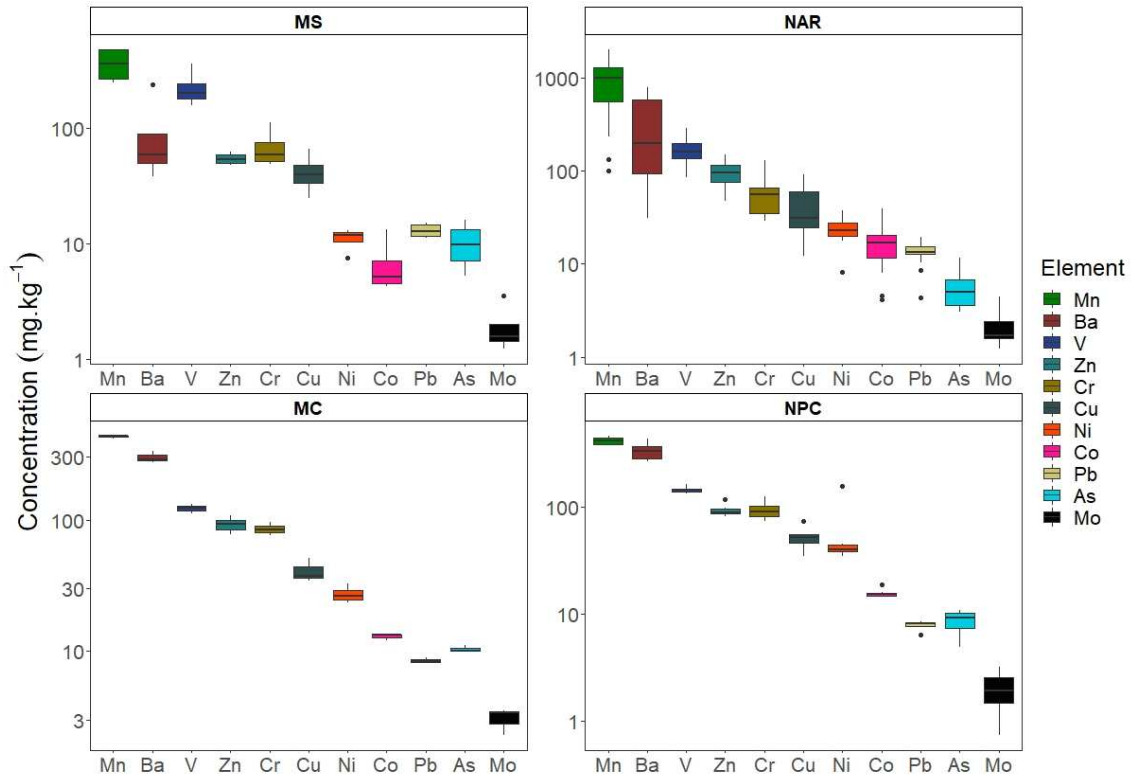 MS
NAR
Concentration (mg.kg⁻¹)
100
10
1
1000
100
10
1
Mn Ba V Zn Cr Cu Ni Co Pb As Mo
Mn Ba V Zn Cr Cu Ni Co Pb As Mo
MC
NPC
300
100
30
10
3
100
10
1
Mn Ba V Zn Cr Cu Ni Co Pb As Mo
Mn Ba V Zn Cr Cu Ni Co Pb As Mo
Element
Mn
Ba
V
Zn
Cr
Cu
Ni
Co
Pb
As
Mo